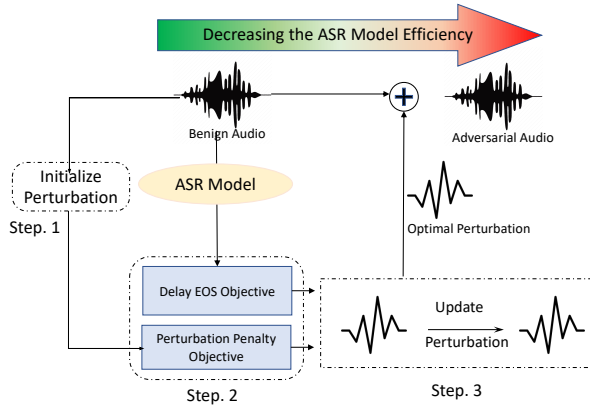 Decreasing the ASR Model Efficiency
Benign Audio
Adversarial Audio
Initialize
Perturbation
Step. 1
ASR Model
Optimal Perturbation
Delay EOS Objective
Perturbation Penalty
Objective
Step. 2
Update
Perturbation
Step. 3